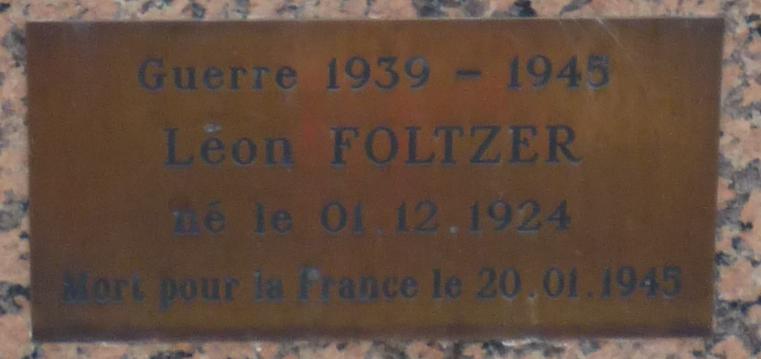 Guerre 1939 - 1945
Léon FOLTZER
né le 01.12.1924
Mort pour la France le 20.01.1945